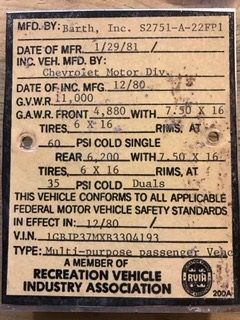 MFD.BY: Barth, Inc. S2751-A-22FP1
DATE OF MFR. 1/29/81
INC. VEH. MFD. BY:
Chevrolet Motor Div.
DATE OF INC. MFG. 12/80
G.V.W.R 11,000
G.A.W.R. FRONT 4,880 WITH 7.50 X 16
TIRES, 6 X 16 RIMS, AT
60 PSI COLD SINGLE
REAR 6,200 WITH 7.50 X 16
TIRES, 6 X 16 RIMS, AT
35 PSI COLD Duals
THIS VEHICLE CONFORMS TO ALL APPLICABLE
FEDERAL MOTOR VEHICLE SAFETY STANDARDS
IN EFFECT IN: 12/80
V.I.N. 1GBJP37MXB3304193
TYPE: Multi-purpose passenger
A MEMBER OF
RECREATION VEHICLE
INDUSTRY ASSOCIATION
RVIA
200A